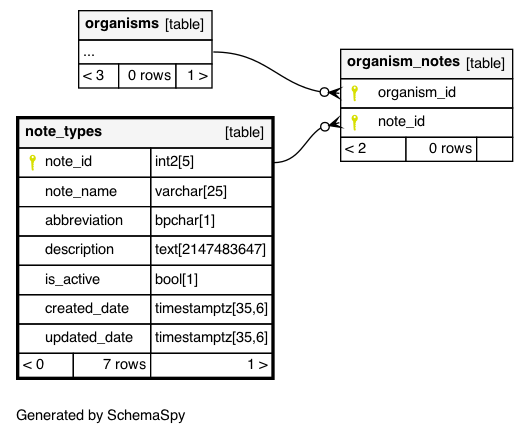 organisms [table]
...
< 3 0 rows 1 >
organism_notes [table]
organism_id
note_id
< 2 0 rows
note_types [table]
note_id int2[5]
note_name varchar[25]
abbreviation bpchar[1]
description text[2147483647]
is_active bool[1]
created_date timestamptz[35,6]
updated_date timestamptz[35,6]
< 0 7 rows 1 >
Generated by SchemaSpy